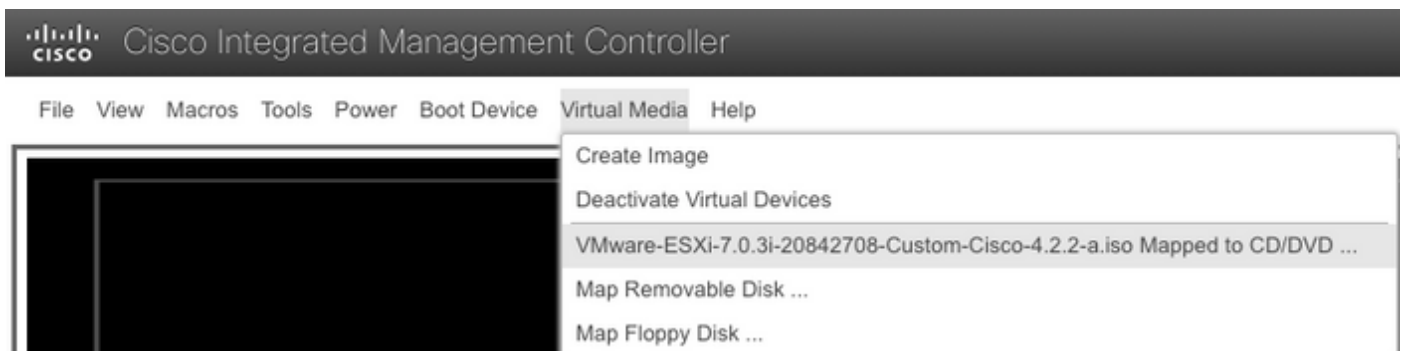 cisco Cisco Integrated Management Controller
File View Macros Tools Power Boot Device Virtual Media Help
Create Image
Deactivate Virtual Devices
VMware-ESXi-7.0.3i-20842708-Custom-Cisco-4.2.2-a.iso Mapped to CD/DVD ...
Map Removable Disk ...
Map Floppy Disk ...